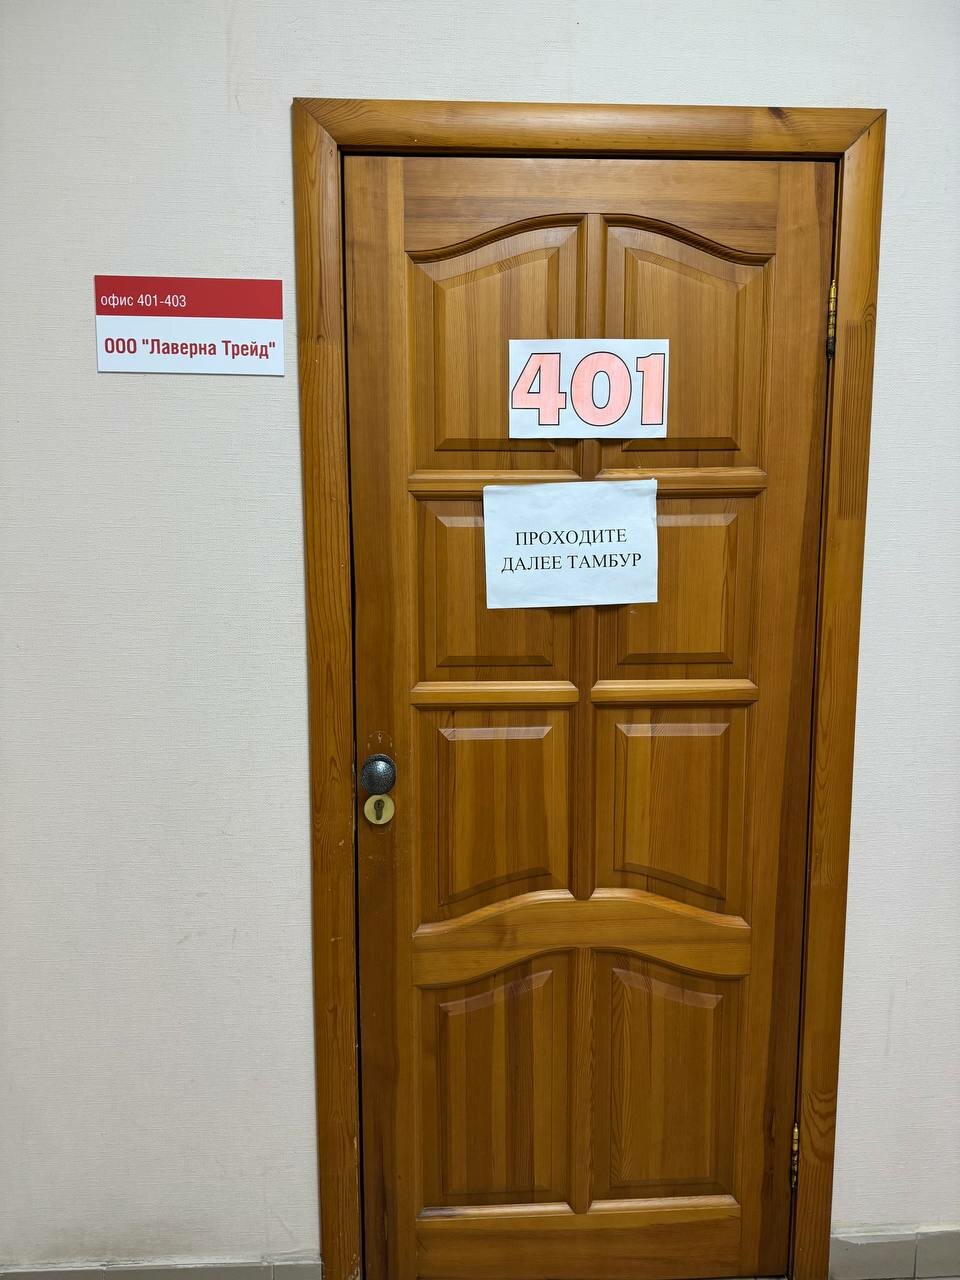 офис 401-403
ООО "Лаверна Трейд"
401
ПРОХОДИТЕ
ДАЛЕЕ ТАМБУР